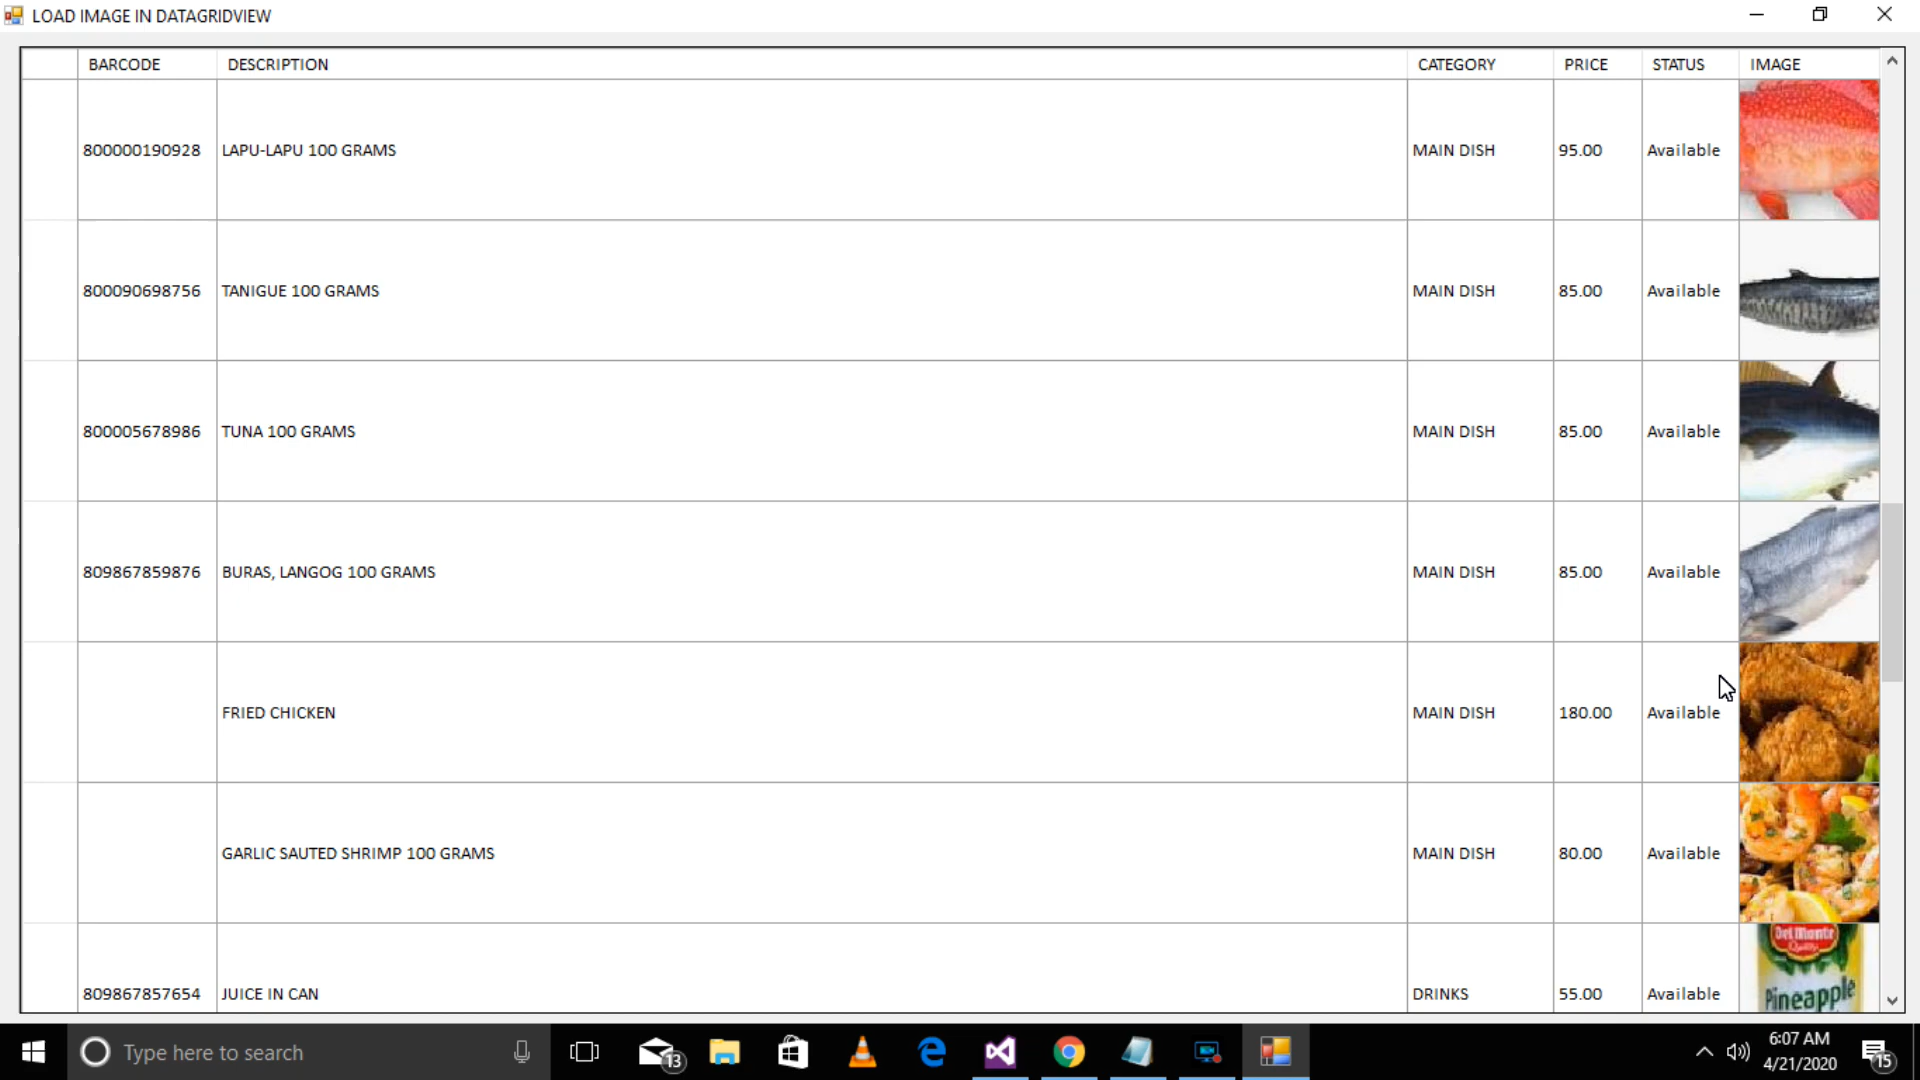 LOAD IMAGE IN DATAGRIDVIEW
BARCODE DESCRIPTION CATEGORY PRICE STATUS IMAGE
800000190928 LAPU-LAPU 100 GRAMS MAIN DISH 95.00 Available
800090698756 TANIGUE 100 GRAMS MAIN DISH 85.00 Available
800005678986 TUNA 100 GRAMS MAIN DISH 85.00 Available
809867859876 BURAS, LANGOG 100 GRAMS MAIN DISH 85.00 Available
FRIED CHICKEN MAIN DISH 180.00 Available
GARLIC SAUTED SHRIMP 100 GRAMS MAIN DISH 80.00 Available
Del Monte
Quality
809867857654 JUICE IN CAN DRINKS 55.00 Available Pineapple
Type here to search 13 6:07 AM
4/21/2020 15